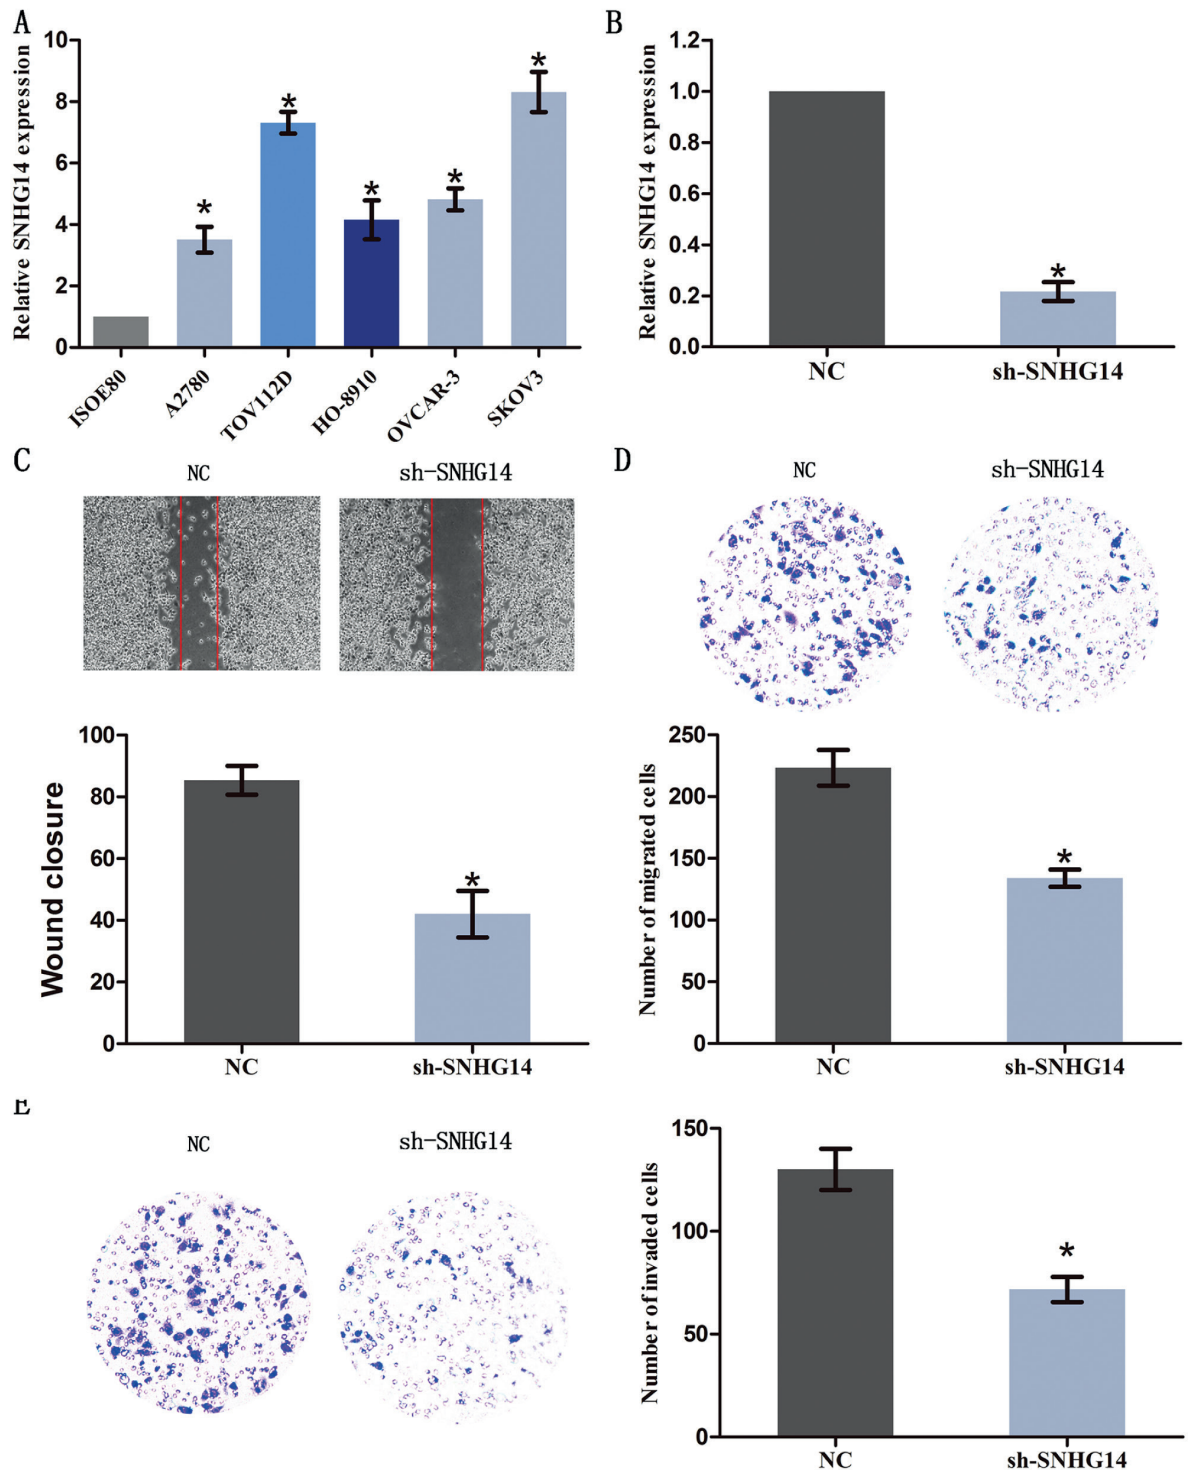 A
Relative SNHG14 expression
10
8
6
4
2
0
*
*
*
*
*
ISOE80
A2780
TOV112D
HO-8910
OVCAR-3
SKOV3
B
Relative SNHG14 expression
1.2
1.0
0.8
0.6
0.4
0.2
0.0
*
NC
sh-SNHG14
C
NC
sh-SNHG14
Wound closure
100
80
60
40
20
0
*
NC
sh-SNHG14
D
NC
sh-SNHG14
Number of migrated cells
250
200
150
100
50
0
*
NC
sh-SNHG14
E
NC
sh-SNHG14
Number of invaded cells
150
100
50
0
*
NC
sh-SNHG14